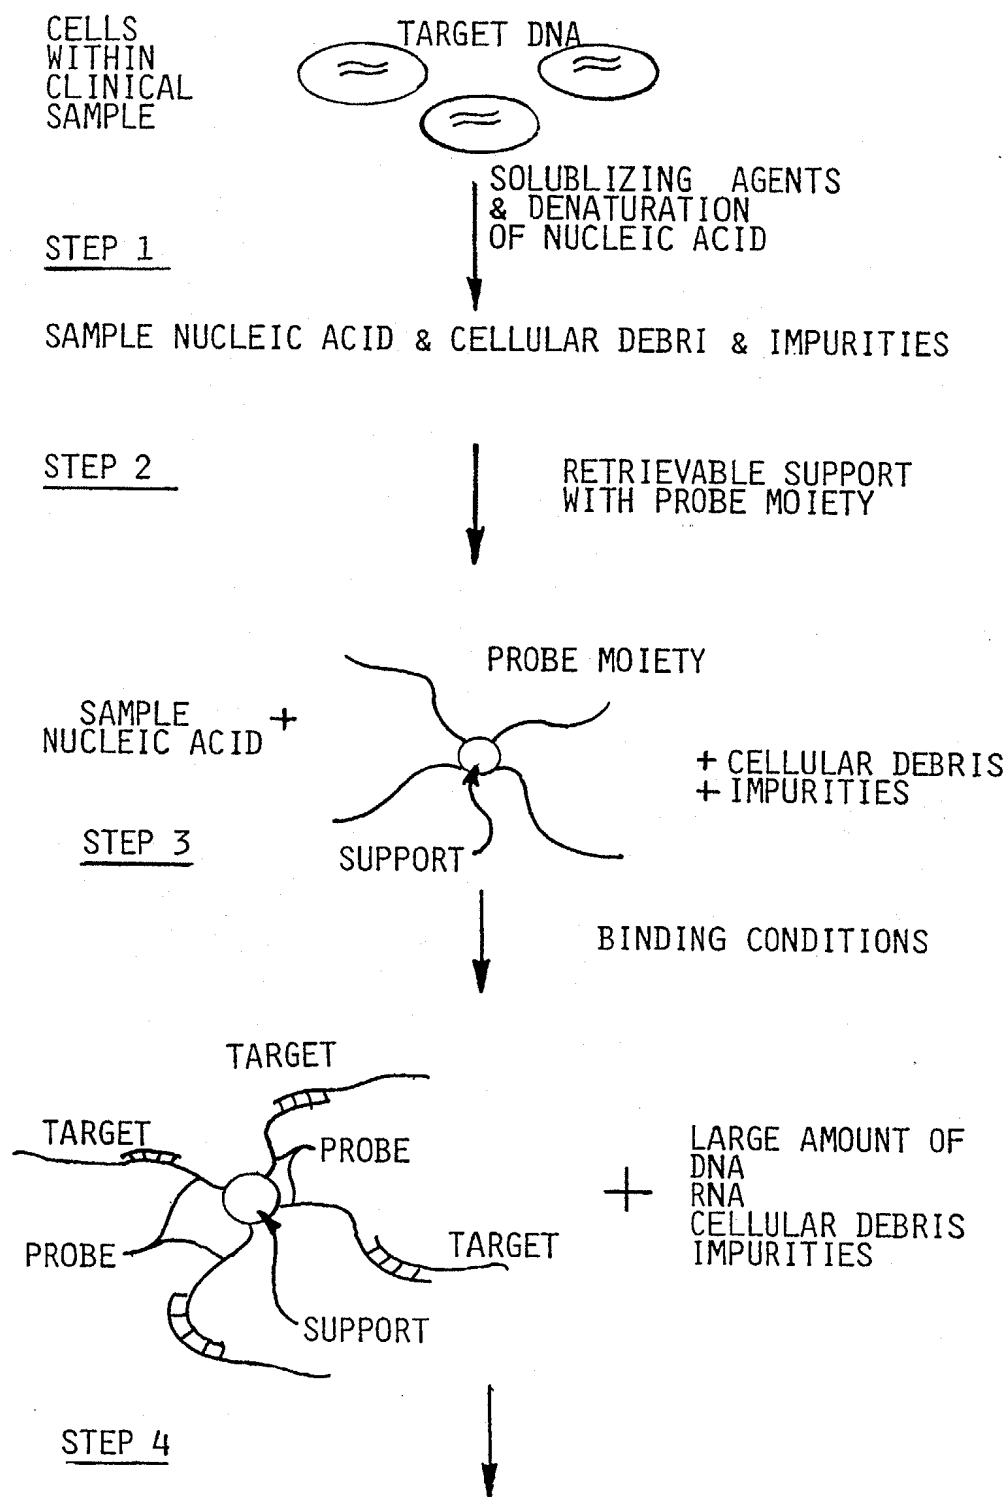 CELLS
WITHIN
CLINICAL
SAMPLE
TARGET DNA
SOLUBLIZING AGENTS
& DENATURATION
OF NUCLEIC ACID
STEP 1
SAMPLE NUCLEIC ACID & CELLULAR DEBRI & IMPURITIES
STEP 2
RETRIEVABLE SUPPORT
WITH PROBE MOIETY
PROBE MOIETY
SAMPLE
NUCLEIC ACID +
+ CELLULAR DEBRIS
+ IMPURITIES
STEP 3
SUPPORT
BINDING CONDITIONS
TARGET
TARGET
PROBE
+
LARGE AMOUNT OF
DNA
RNA
CELLULAR DEBRIS
IMPURITIES
TARGET
PROBE
SUPPORT
STEP 4